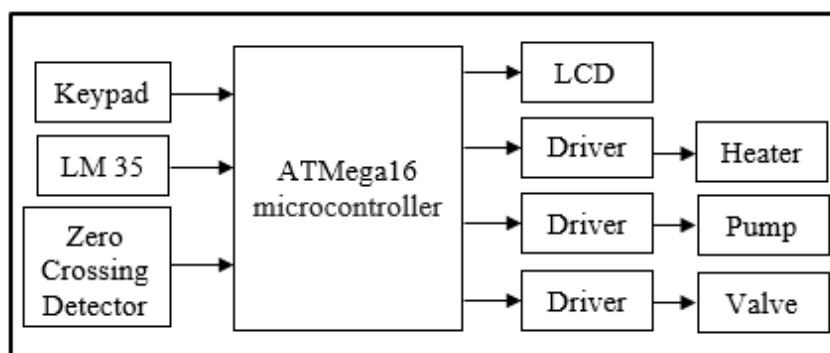 Keypad
LM 35
Zero
Crossing
Detector
ATMega16
microcontroller
LCD
Driver
Heater
Driver
Pump
Driver
Valve